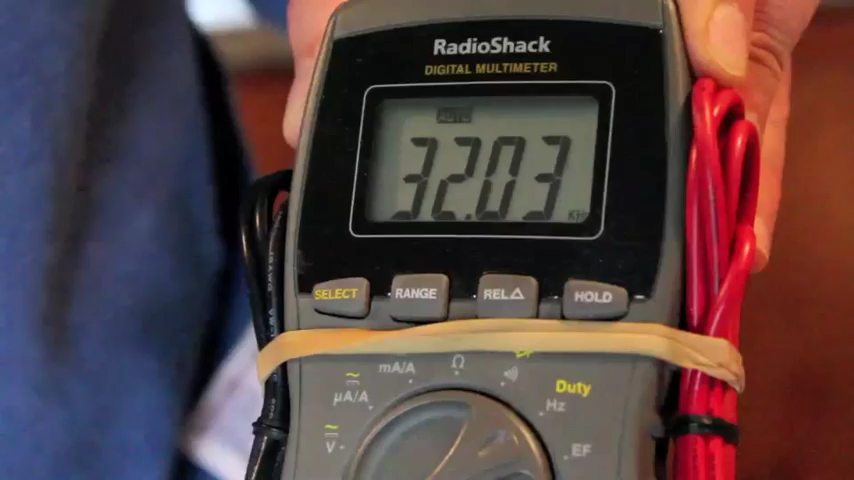 RadioShack
DIGITAL MULTIMETER
AUTO
32.03
KHz
SELECT
RANGE
REL△
HOLD
mA/A
Ω
µA/A
Duty
Hz
V
EF